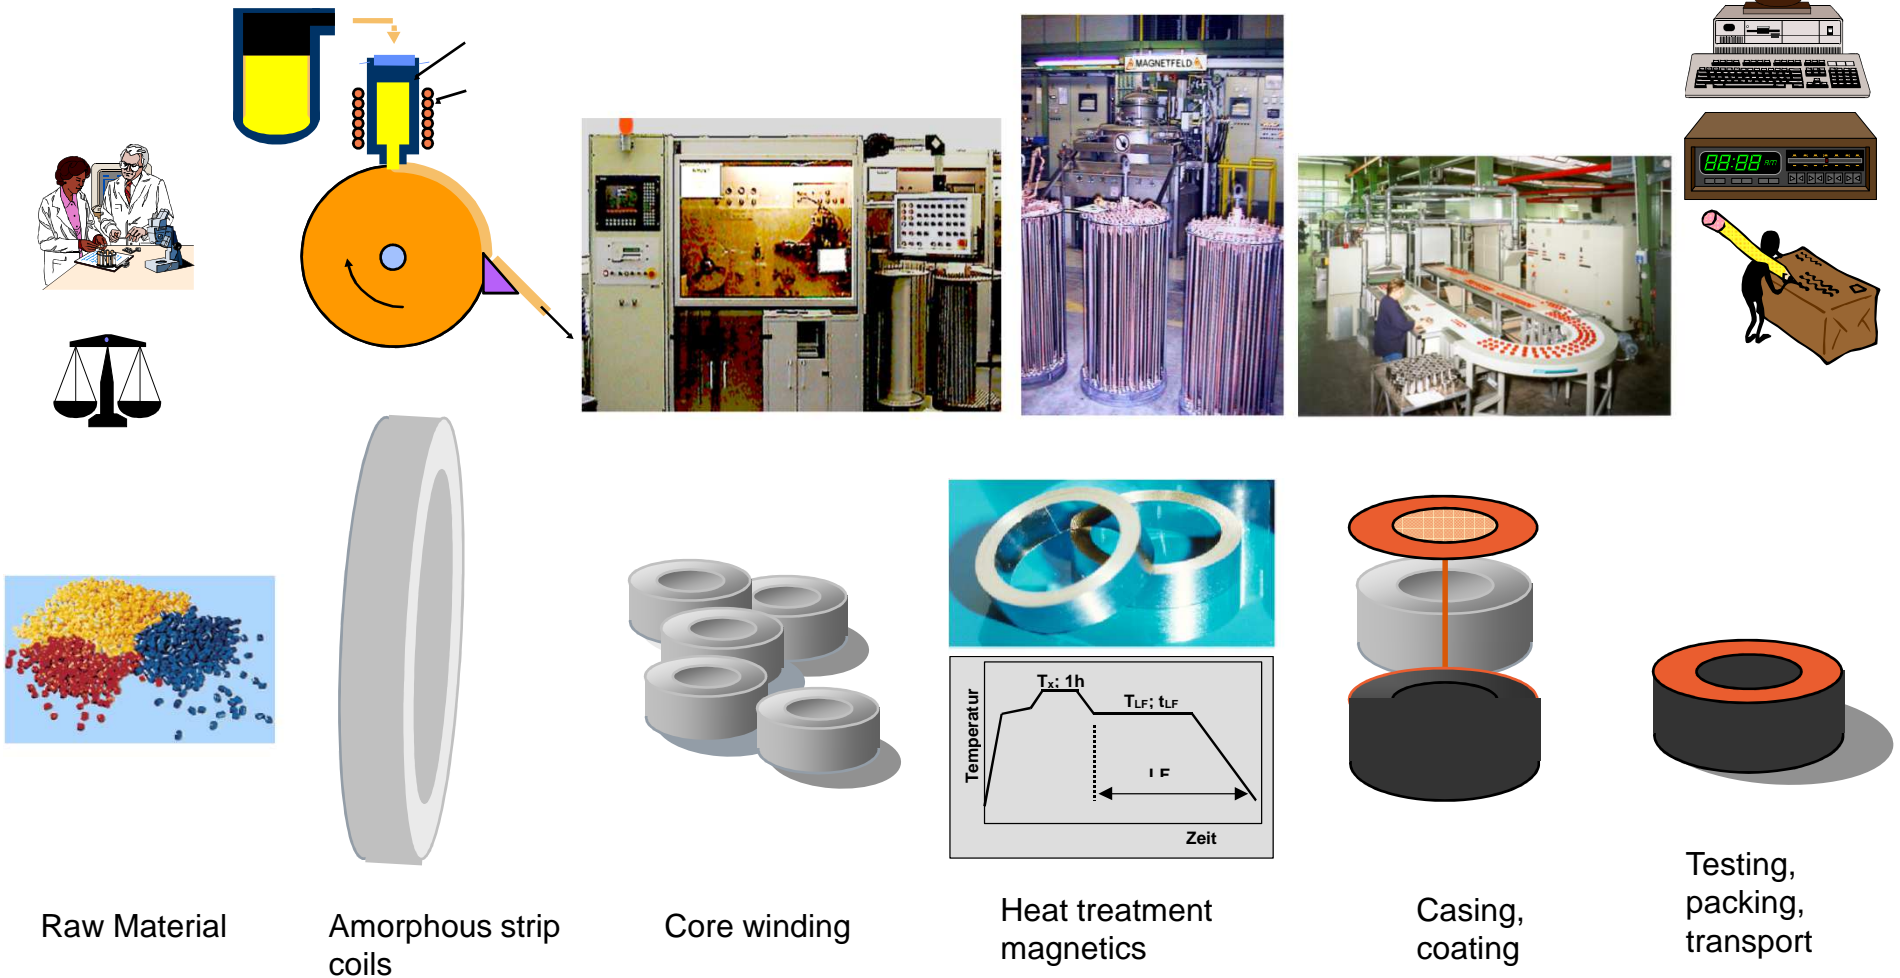 MAGNETFELD
88:88 AM
Tx; 1h
TLF; tLF
Temperatur
LF
Zeit
Raw Material
Amorphous strip
coils
Core winding
Heat treatment
magnetics
Casing,
coating
Testing,
packing,
transport